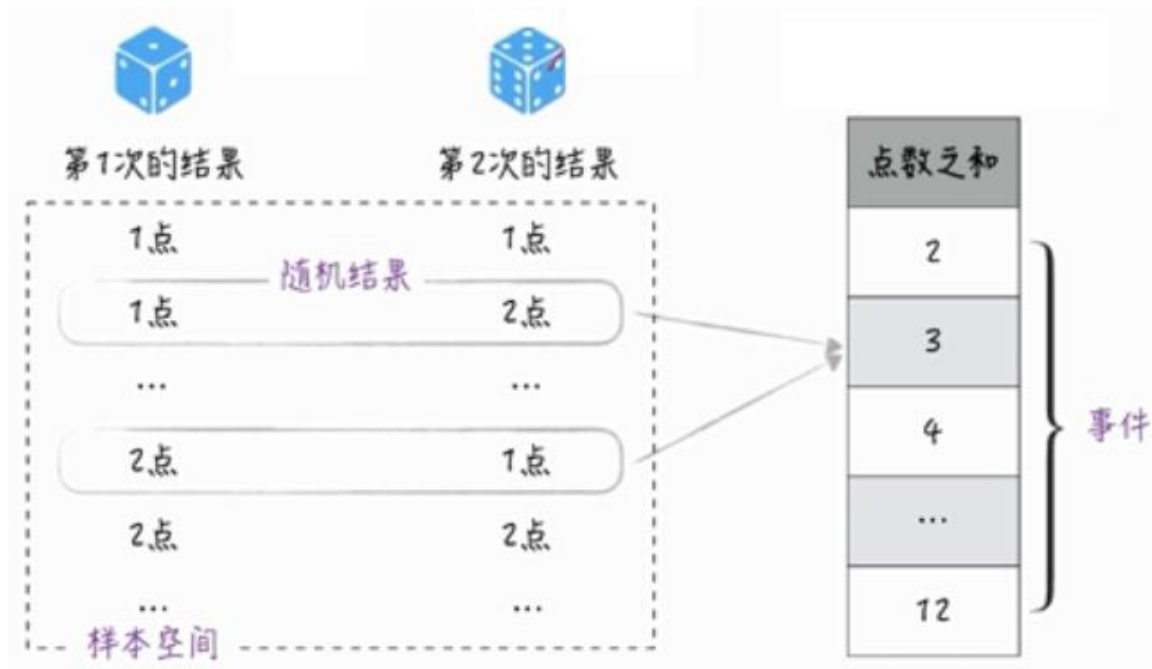 第1次的结果 第2次的结果
点数之和
1点 1点
随机结果
1点 2点
... ...
2点 1点
2点 2点
... ...
样本空间
2
3
4
...
12
事件